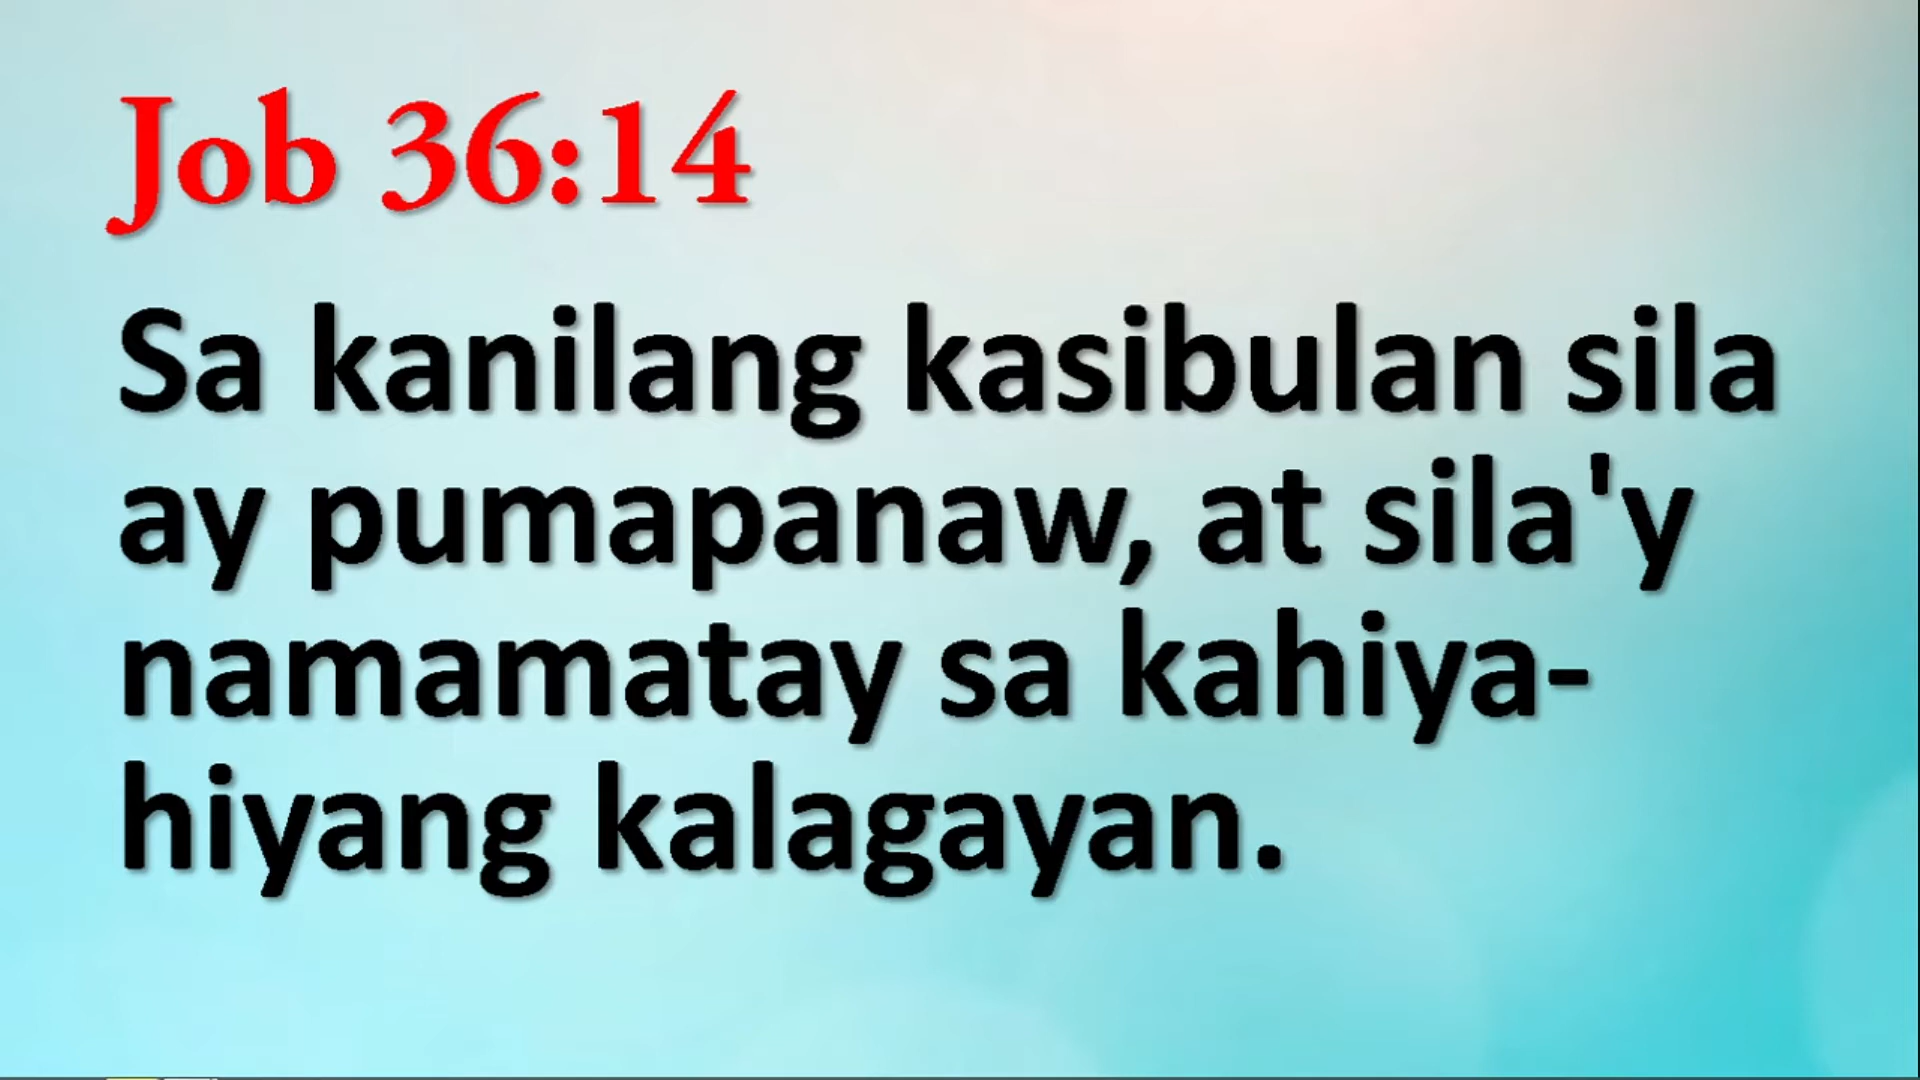 Job 36:14
Sa kanilang kasibulan sila
ay pumapanaw, at sila'y
namamatay sa kahiya-
hiyang kalagayan.